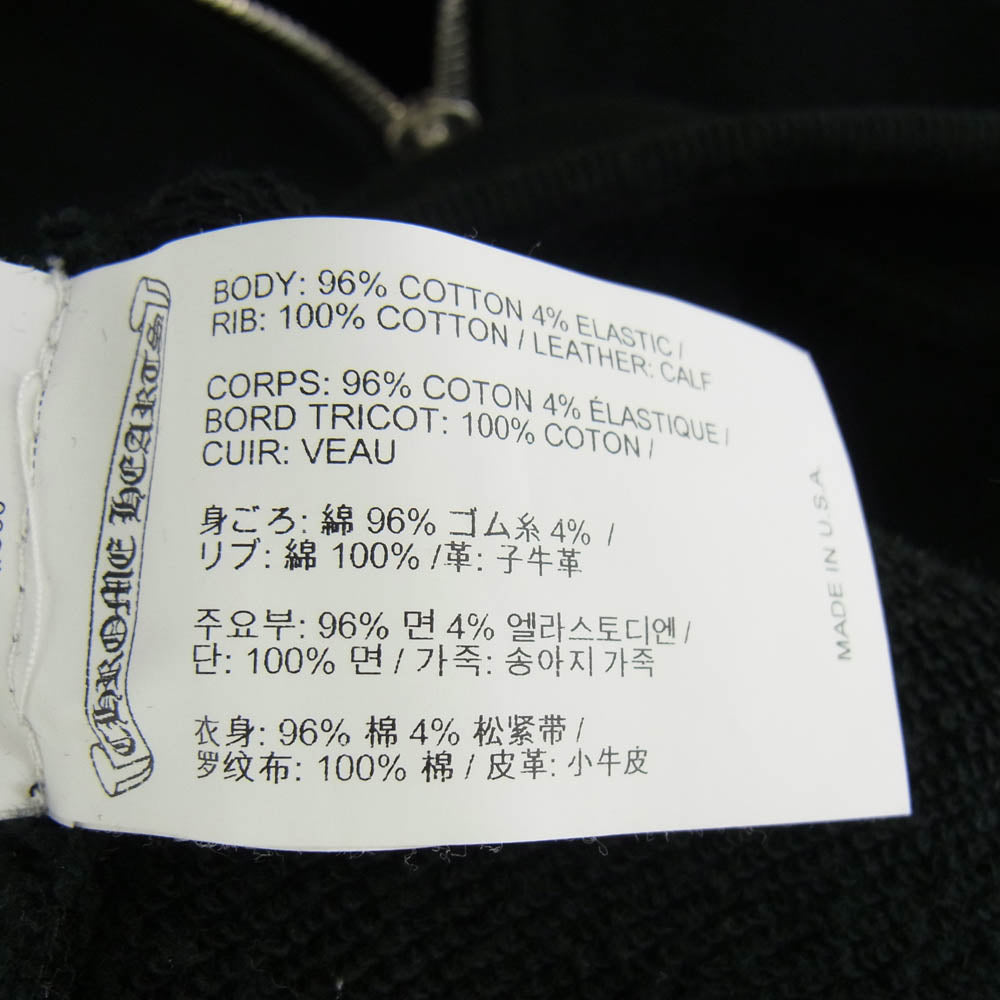 CHROME HEARTS
BODY: 96% COTTON 4% ELASTIC /
RIB: 100% COTTON / LEATHER: CALF
CORPS: 96% COTON 4% ÉLASTIQUE /
BORD TRICOT: 100% COTON /
CUIR: VEAU
身ごろ: 綿 96% ゴム糸 4% /
リブ: 綿 100% /革: 子牛革
주요부: 96% 면 4% 엘라스토디엔 /
단: 100% 면 / 가죽: 송아지 가죽
衣身: 96% 棉 4% 松紧带 /
罗纹布: 100% 棉 / 皮革: 小牛皮
MADE IN U.S.A.